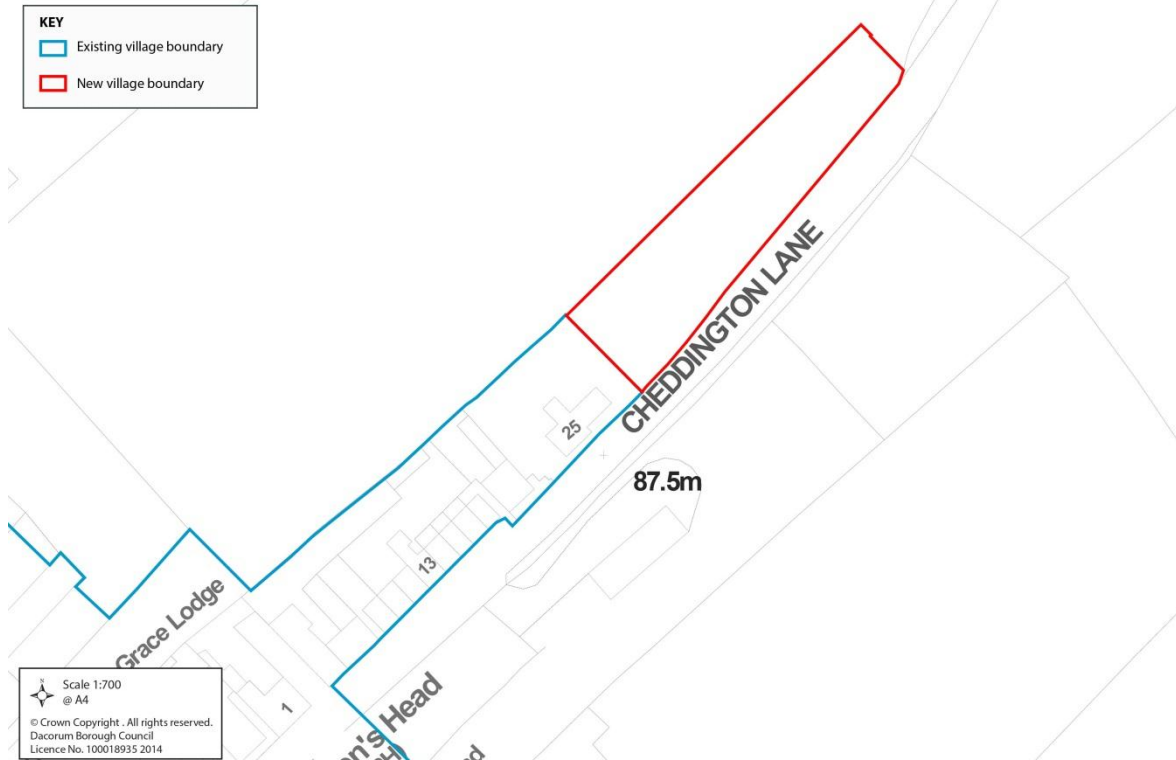 KEY
Existing village boundary
New village boundary
CHEDDINGTON LANE
25
87.5m
13
Grace Lodge
1
N
Scale 1:700
@ A4
© Crown Copyright . All rights reserved.
Dacorum Borough Council
Licence No. 100018935 2014
Head